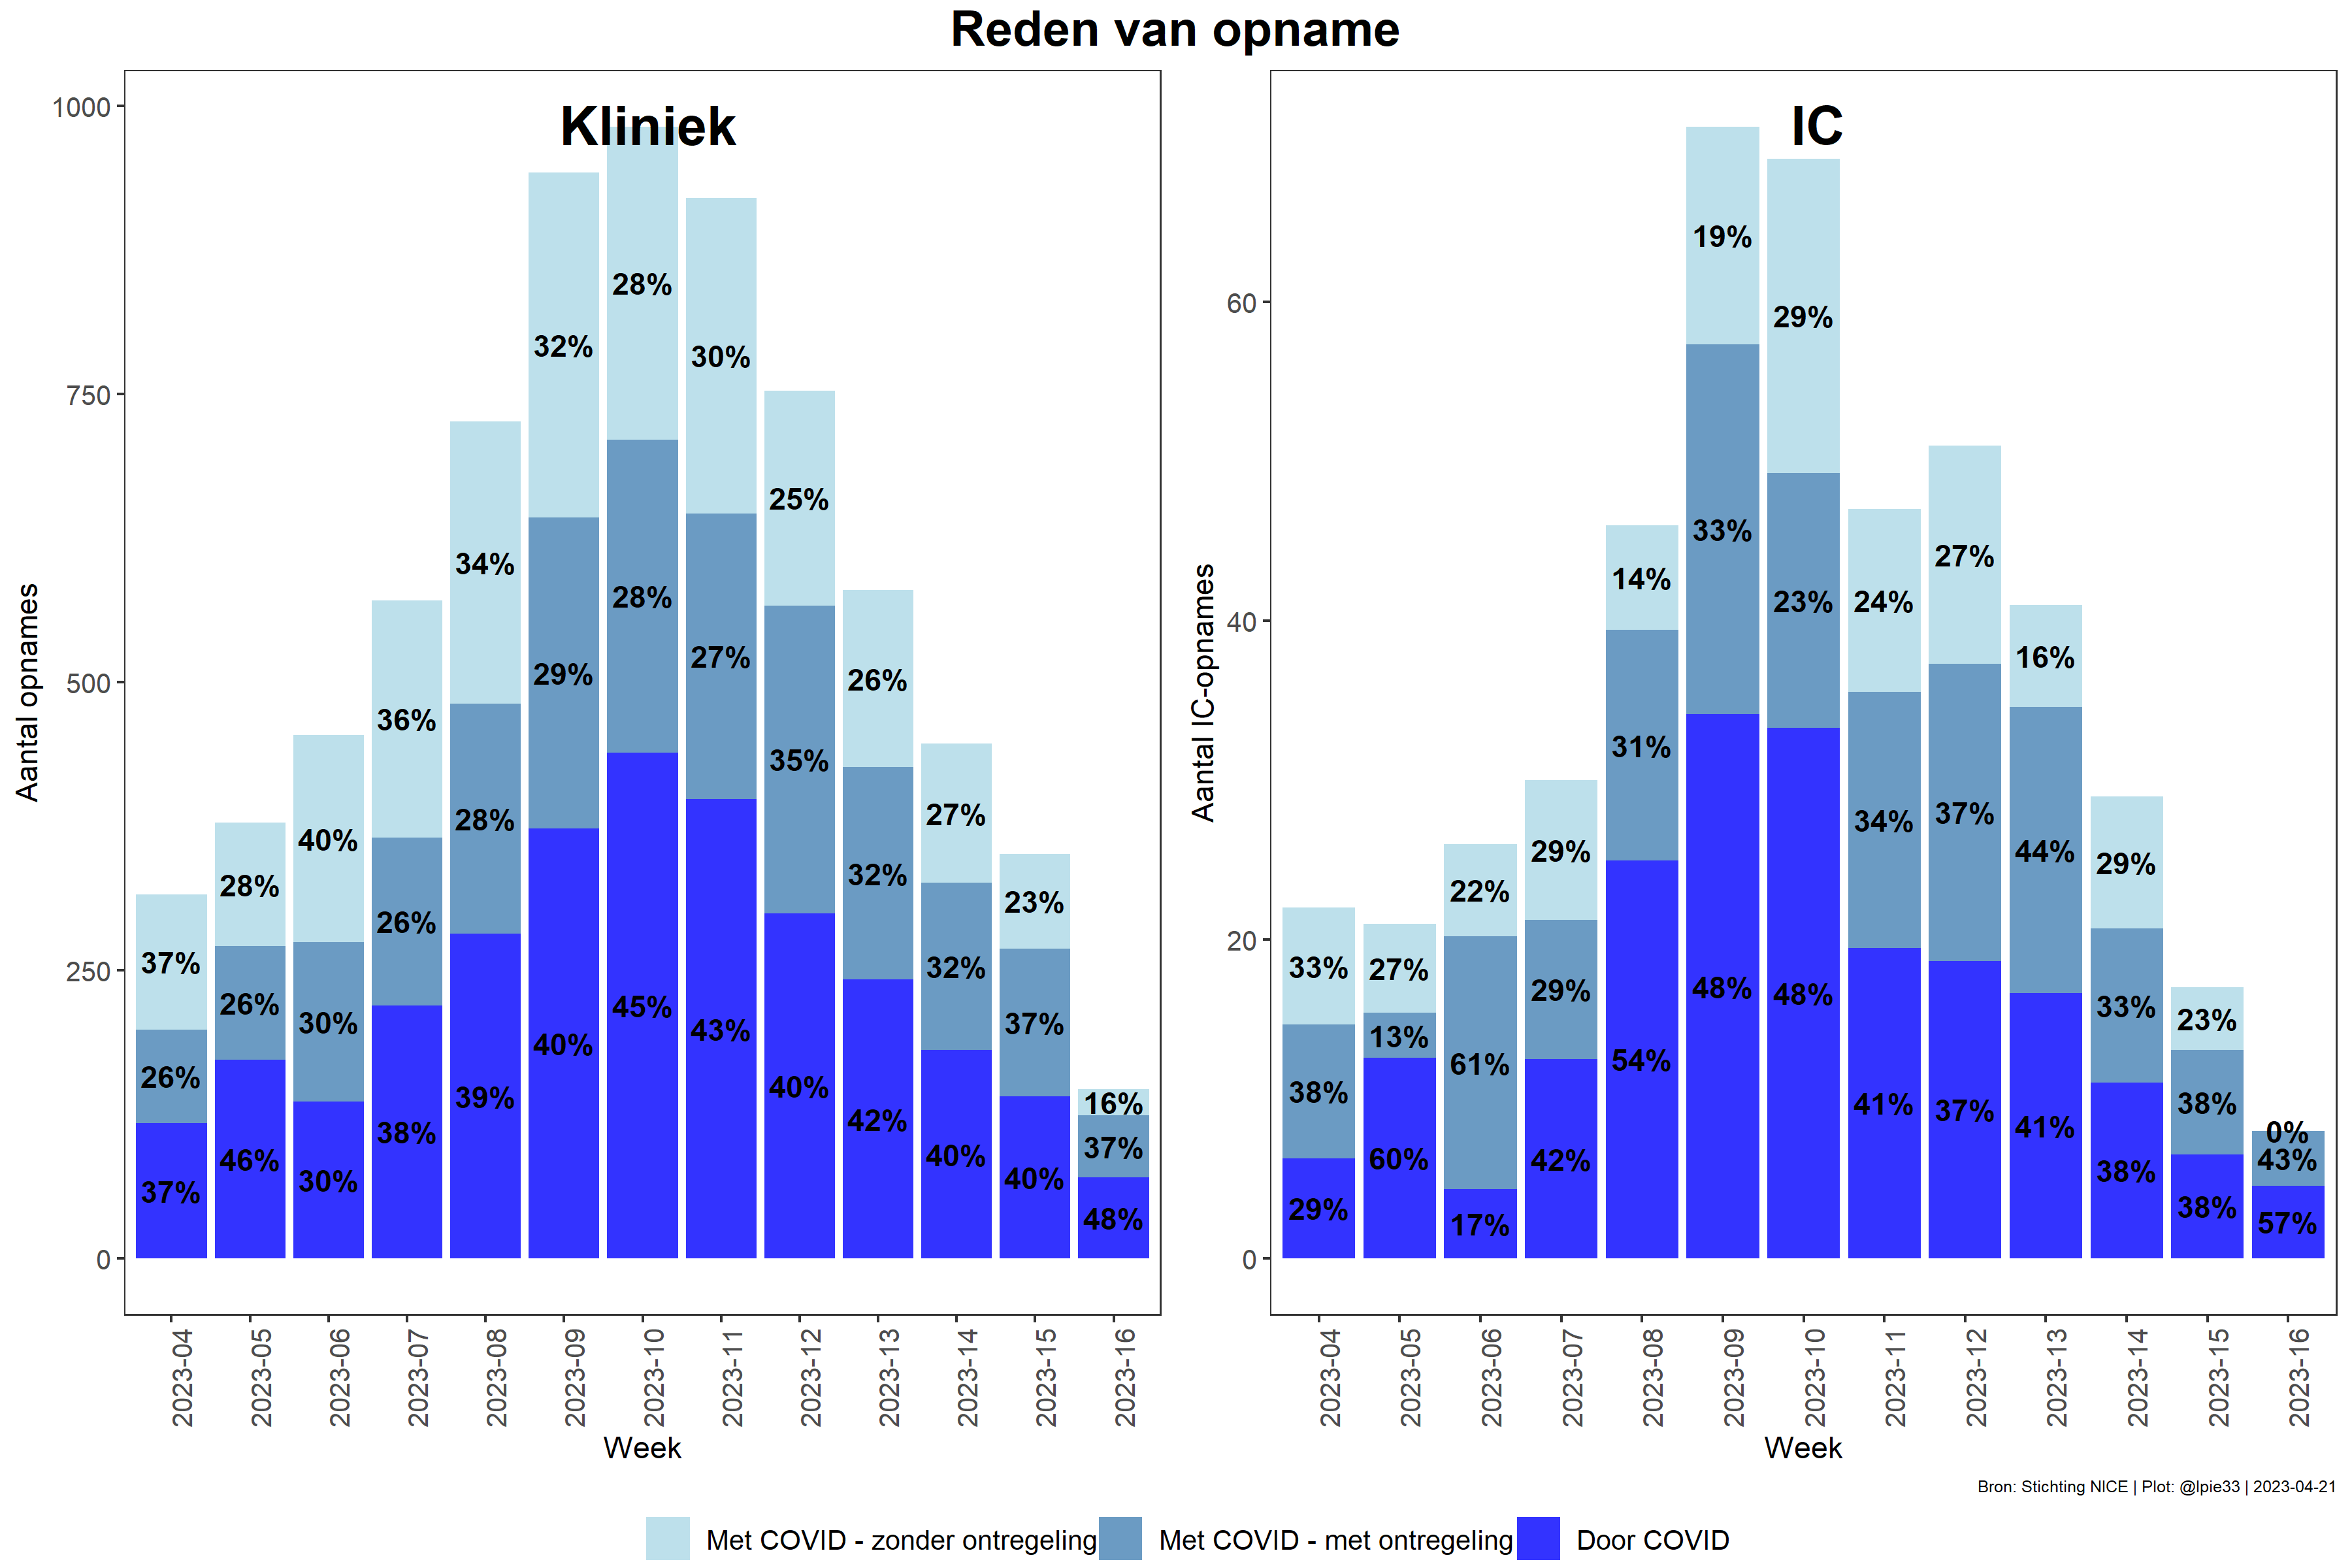 Reden van opname
Kliniek
Aantal opnames
1000
750
500
250
0
37% 28% 40% 36% 34% 32% 28% 30% 25% 26% 27% 23% 16%
26% 26% 30% 26% 28% 29% 28% 27% 35% 32% 32% 37% 37%
37% 46% 30% 38% 39% 40% 45% 43% 40% 42% 40% 40% 48%
2023-04 2023-05 2023-06 2023-07 2023-08 2023-09 2023-10 2023-11 2023-12 2023-13 2023-14 2023-15 2023-16
Week
IC
Aantal IC-opnames
60
40
20
0
33% 27% 22% 29% 14% 19% 29% 24% 27% 16% 29% 23% 0%
38% 13% 61% 29% 31% 33% 23% 34% 37% 44% 33% 38% 43%
29% 60% 17% 42% 54% 48% 48% 41% 37% 41% 38% 38% 57%
2023-04 2023-05 2023-06 2023-07 2023-08 2023-09 2023-10 2023-11 2023-12 2023-13 2023-14 2023-15 2023-16
Week
Bron: Stichting NICE | Plot: @lpie33 | 2023-04-21
Met COVID - zonder ontregeling Met COVID - met ontregeling Door COVID